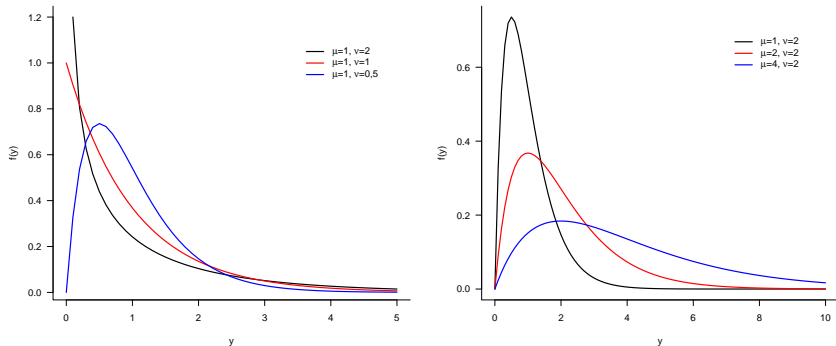 1.2
1.0
0.8
0.6
0.4
0.2
0.0
f(y)
0 1 2 3 4 5
y
μ=1, ν=2
μ=1, ν=1
μ=1, ν=0,5
0.6
0.4
0.2
0.0
f(y)
0 2 4 6 8 10
y
μ=1, ν=2
μ=2, ν=2
μ=4, ν=2